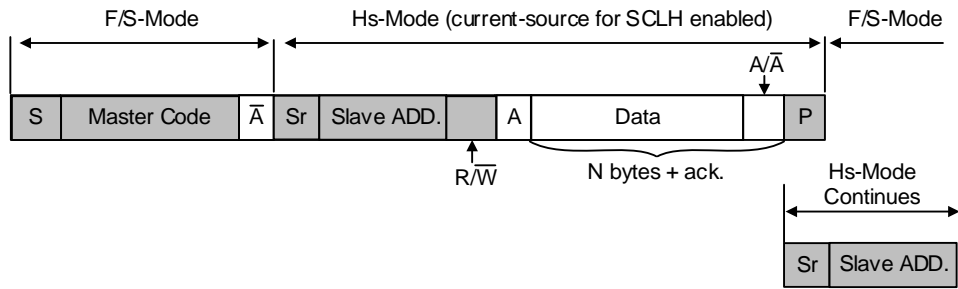 F/S-Mode Hs-Mode (current-source for SCLH enabled) F/S-Mode
A/A̅
S Master Code A̅ Sr Slave ADD. A Data P
R/W̅ N bytes + ack.
Hs-Mode
Continues
Sr Slave ADD.